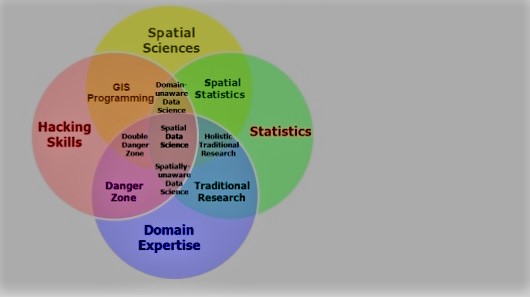 Spatial
Sciences
GIS
Programming
Domain-
unaware
Data
Science
Spatial
Statistics
Hacking
Skills
Double
Danger
Zone
Spatial
Data
Science
Holistic
Traditional
Research
Statistics
Danger
Zone
Spatially-
unaware
Data
Science
Traditional
Research
Domain
Expertise